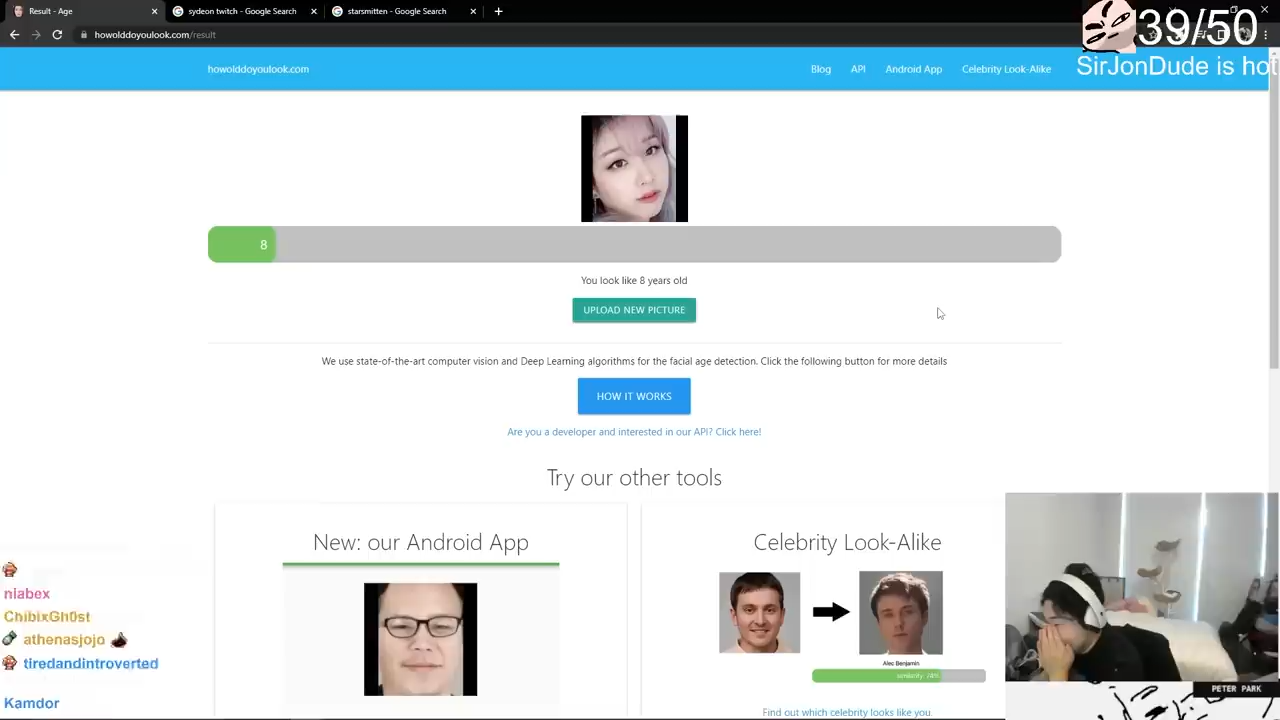 Result - Age
sydeon twitch - Google Search
starsmitten - Google Search
39/50
howolddoyoulook.com/result
howolddoyoulook.com
Blog
API
Android App
Celebrity Look-Alike
SirJonDude is hot
8
You look like 8 years old
UPLOAD NEW PICTURE
We use state-of-the-art computer vision and Deep Learning algorithms for the facial age detection. Click the following button for more details
HOW IT WORKS
Are you a developer and interested in our API? Click here!
Try our other tools
New: our Android App
Celebrity Look-Alike
Alec Benjamin
niabex
ChibixGh0st
athenasjojo
tiredandintroverted
Kamdor
PETER PARK
Find out which celebrity looks like you.